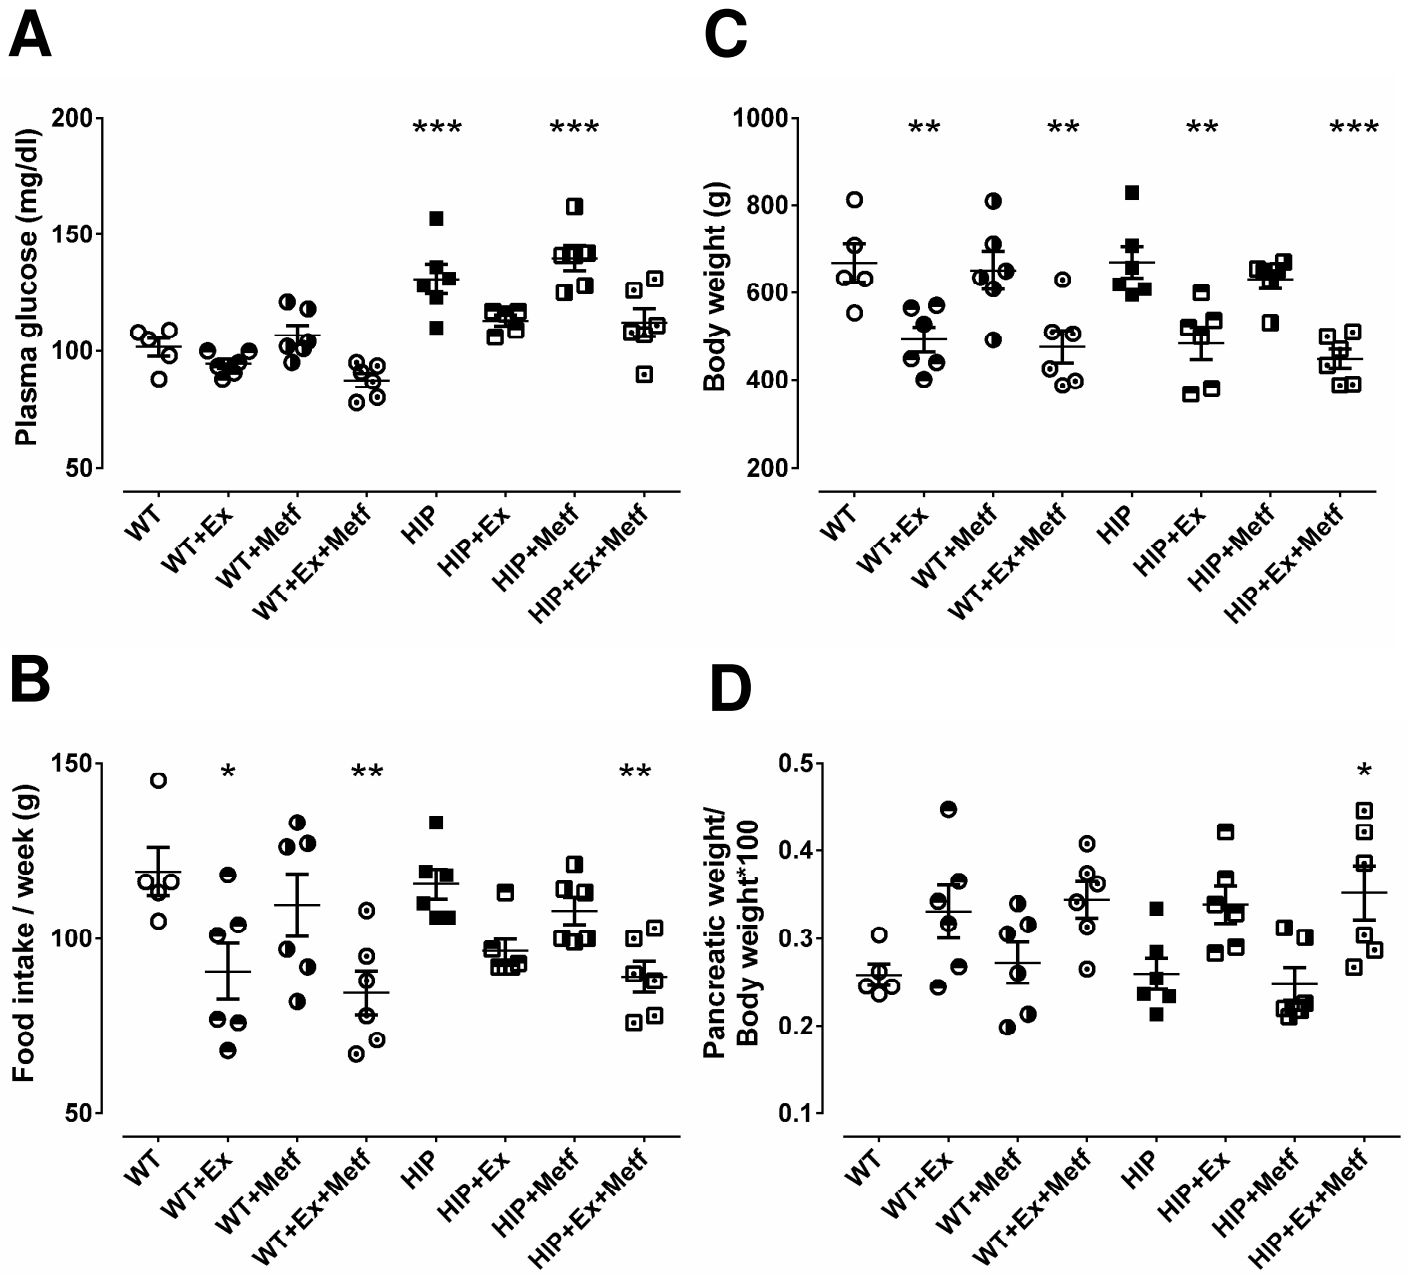 A
Plasma glucose (mg/dl)
200
150
100
50
***
***
WT
WT+Ex
WT+Metf
WT+Ex+Metf
HIP
HIP+Ex
HIP+Metf
HIP+Ex+Metf
C
Body weight (g)
1000
800
600
400
200
**
**
**
***
WT
WT+Ex
WT+Metf
WT+Ex+Metf
HIP
HIP+Ex
HIP+Metf
HIP+Ex+Metf
B
Food intake / week (g)
150
100
50
*
**
**
WT
WT+Ex
WT+Metf
WT+Ex+Metf
HIP
HIP+Ex
HIP+Metf
HIP+Ex+Metf
D
Pancreatic weight/
Body weight*100
0.5
0.4
0.3
0.2
0.1
*
WT
WT+Ex
WT+Metf
WT+Ex+Metf
HIP
HIP+Ex
HIP+Metf
HIP+Ex+Metf